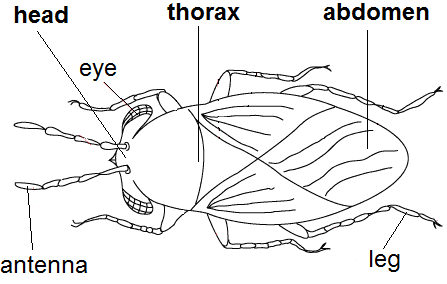 head
thorax
abdomen
eye
antenna
leg